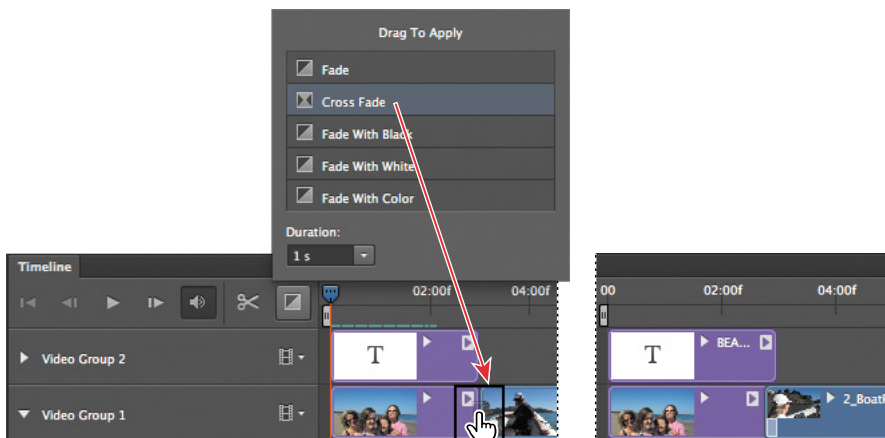 Drag To Apply
Fade
Cross Fade
Fade With Black
Fade With White
Fade With Color
Duration:
1 s
Timeline
02:00f 04:00f
00 02:00f 04:00f
Video Group 2
T
T BEA...
Video Group 1
2_Boat